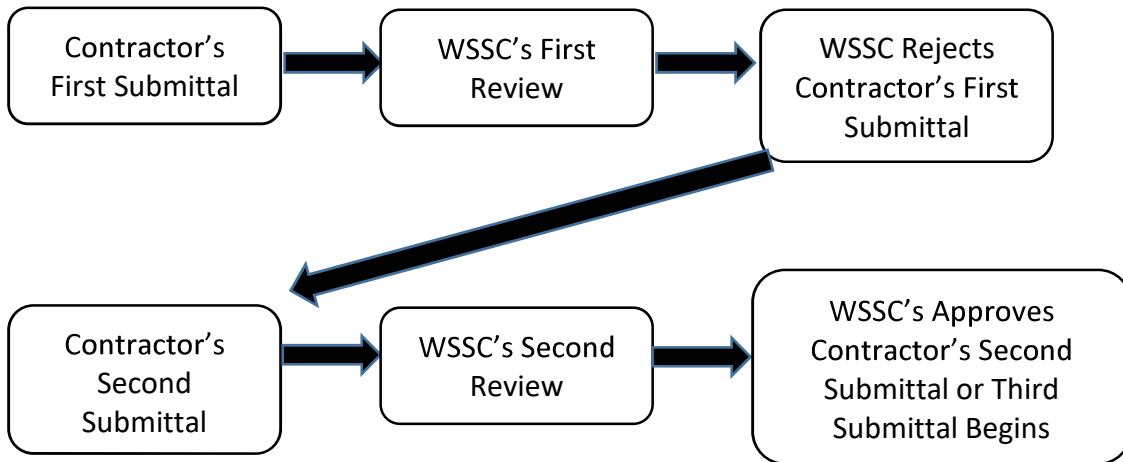 Contractor’s
First Submittal
WSSC’s First
Review
WSSC Rejects
Contractor’s First
Submittal
Contractor’s
Second
Submittal
WSSC’s Second
Review
WSSC’s Approves
Contractor’s Second
Submittal or Third
Submittal Begins